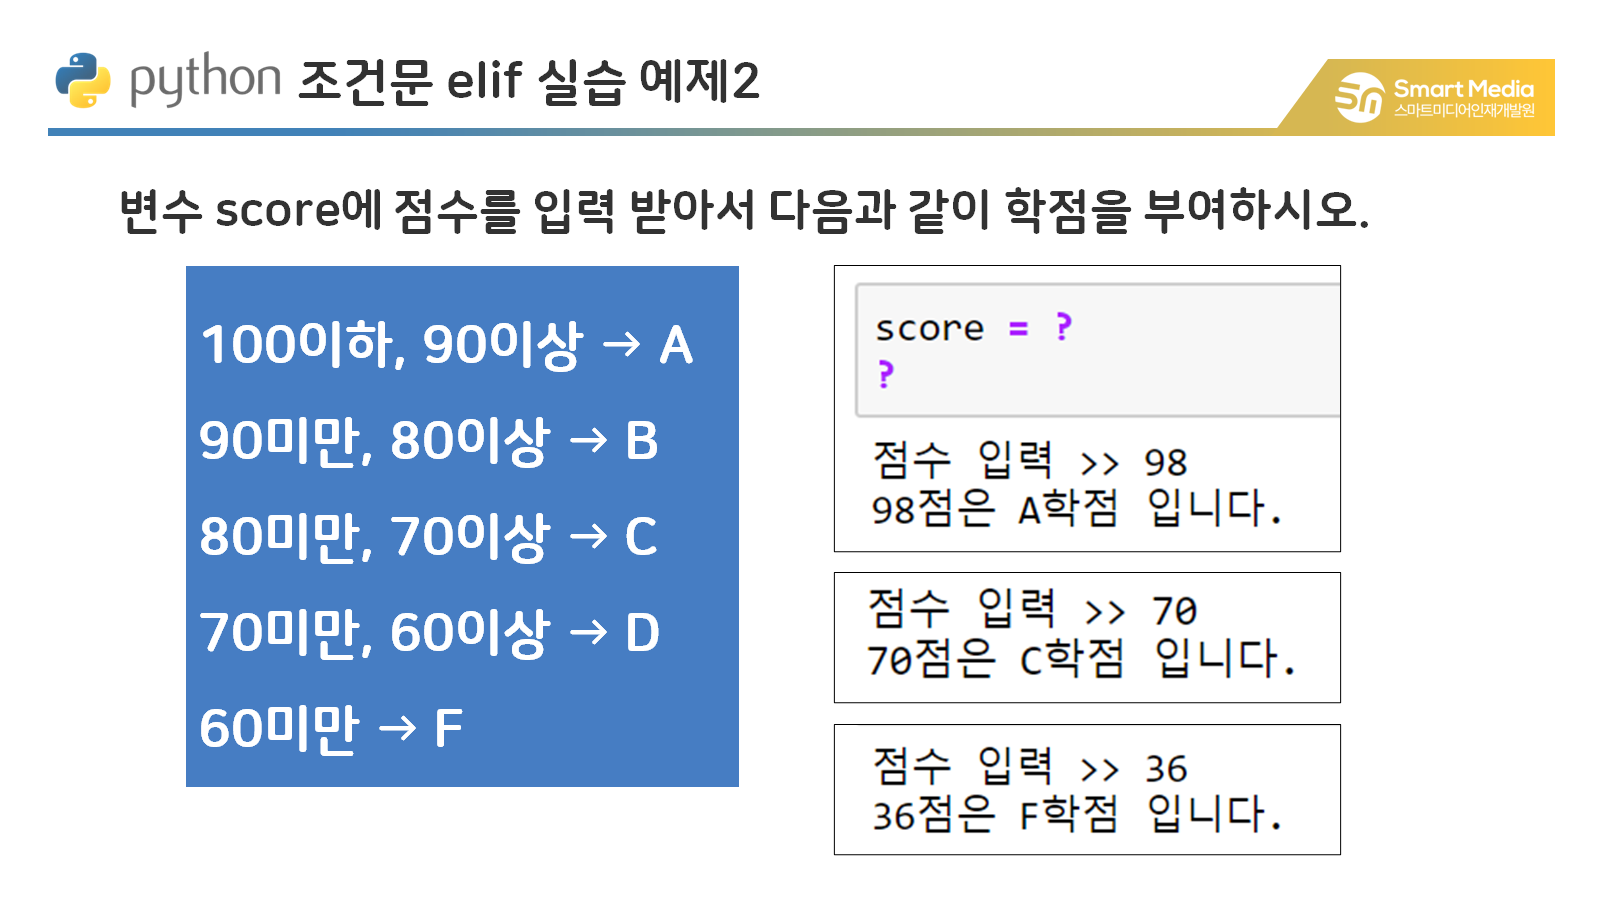 python 조건문 elif 실습 예제2
Smart Media
스마트미디어인재개발원
변수 score에 점수를 입력 받아서 다음과 같이 학점을 부여하시오.
100이하, 90이상 → A
90미만, 80이상 → B
80미만, 70이상 → C
70미만, 60이상 → D
60미만 → F
score = ?
?
점수 입력 >> 98
98점은 A학점 입니다.
점수 입력 >> 70
70점은 C학점 입니다.
점수 입력 >> 36
36점은 F학점 입니다.